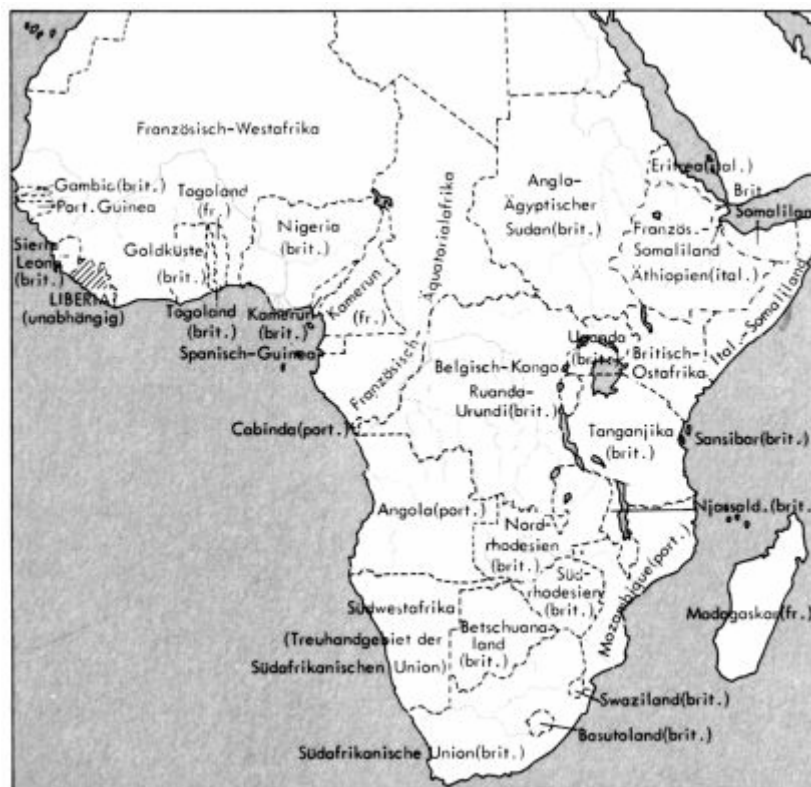 Französisch-Westafrika
Gambia(brit.)
Port.Guinea
Togoland
(fr.)
Goldküste
(brit.)
Nigeria
(brit.)
Sierra
Leone
(brit.)
LIBERIA
(unabhängig)
Togoland
(brit.)
Kamerun
(brit.)
Kamerun
(fr.)
Spanisch-Guinea
Französisch
Äquatorialafrika
Anglo-
Ägyptischer
Sudan(brit.)
Eritrea(ital.)
Brit
Somaliland
Französ.-
Somaliland
Äthiopien(ital.)
Ital.-Somaliland
Uganda
(brit.)
Britisch-
Ostafrika
Belgisch-Kongo
Ruanda-
Urundi(brit.)
Cabinda(port.)
Tanganjika
(brit.)
Sansibar(brit.)
Angola(port.)
Njassald.(brit.
Nord-
rhodesien
(brit.)
Süd
rhodesien
(brit.)
Mozambique(port.)
Madagaskar(fr.)
Südwestafrika
(Treuhandgebiet der
Südafrikanischen Union)
Betschuana-
land
(brit.)
Swaziland(brit.)
Basutoland(brit.)
Südafrikanische Union(brit.)